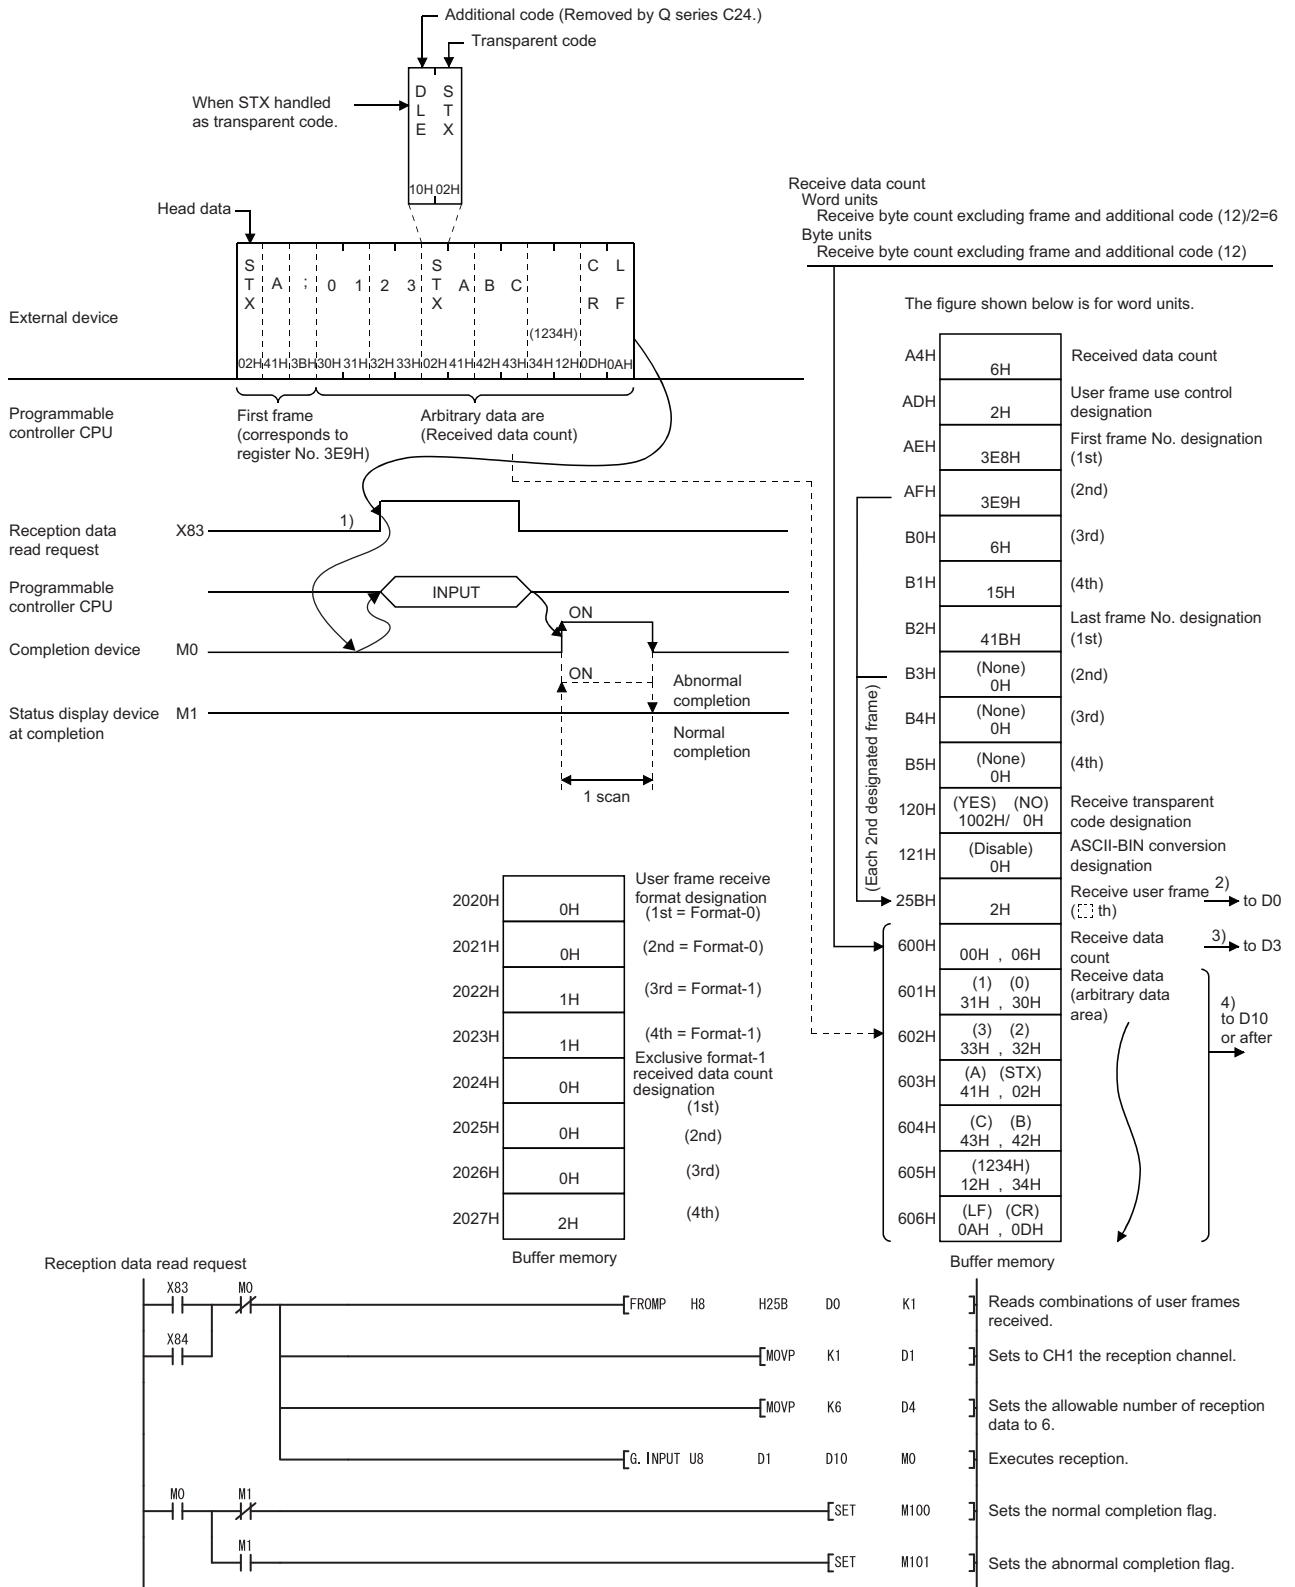 Additional code (Removed by Q series C24.)
Transparent code
When STX handled
as transparent code.
D S
L T
E X
10H 02H
Head data
S S C L
T A ; 0 1 2 3 T A B C
X X R F
(1234H)
02H 41H 3BH 30H 31H 32H 33H 02H 41H 42H 43H 34H 12H 0DH 0AH
External device
Programmable
controller CPU
First frame
(corresponds to
register No. 3E9H)
Arbitrary data are
(Received data count)
Reception data
read request
X83
1)
Programmable
controller CPU
INPUT
ON
Completion device M0
ON
Abnormal
completion
Status display device
at completion
M1
Normal
completion
1 scan
Receive data count
Word units
Receive byte count excluding frame and additional code (12)/2=6
Byte units
Receive byte count excluding frame and additional code (12)
The figure shown below is for word units.
A4H 6H Received data count
ADH 2H User frame use control
designation
AEH 3E8H First frame No. designation
(1st)
AFH 3E9H (2nd)
B0H 6H (3rd)
B1H 15H (4th)
B2H 41BH Last frame No. designation
(1st)
B3H (None)
0H (2nd)
B4H (None)
0H (3rd)
B5H (None)
0H (4th)
(Each 2nd designated frame)
120H (YES) (NO)
1002H/ 0H
Receive transparent
code designation
121H (Disable)
0H
ASCII-BIN conversion
designation
25BH 2H Receive user frame
( th)
2)
to D0
600H 00H , 06H Receive data
count
3)
to D3
601H (1) (0)
31H , 30H
Receive data
(arbitrary data
area)
602H (3) (2)
33H , 32H
4)
to D10
or after
603H (A) (STX)
41H , 02H
604H (C) (B)
43H , 42H
605H (1234H)
12H , 34H
606H (LF) (CR)
0AH , 0DH
Buffer memory
2020H 0H User frame receive
format designation
(1st = Format-0)
2021H 0H (2nd = Format-0)
2022H 1H (3rd = Format-1)
2023H 1H (4th = Format-1)
2024H 0H Exclusive format-1
received data count
designation
(1st)
2025H 0H (2nd)
2026H 0H (3rd)
2027H 2H (4th)
Buffer memory
Reception data read request
X83 M0
[FROMP H8 H25B D0 K1 ] Reads combinations of user frames
received.
X84
[MOVP K1 D1 ] Sets to CH1 the reception channel.
[MOVP K6 D4 ] Sets the allowable number of reception
data to 6.
[G. INPUT U8 D1 D10 M0 ] Executes reception.
M0 M1
[SET M100 ] Sets the normal completion flag.
M1
[SET M101 ] Sets the abnormal completion flag.